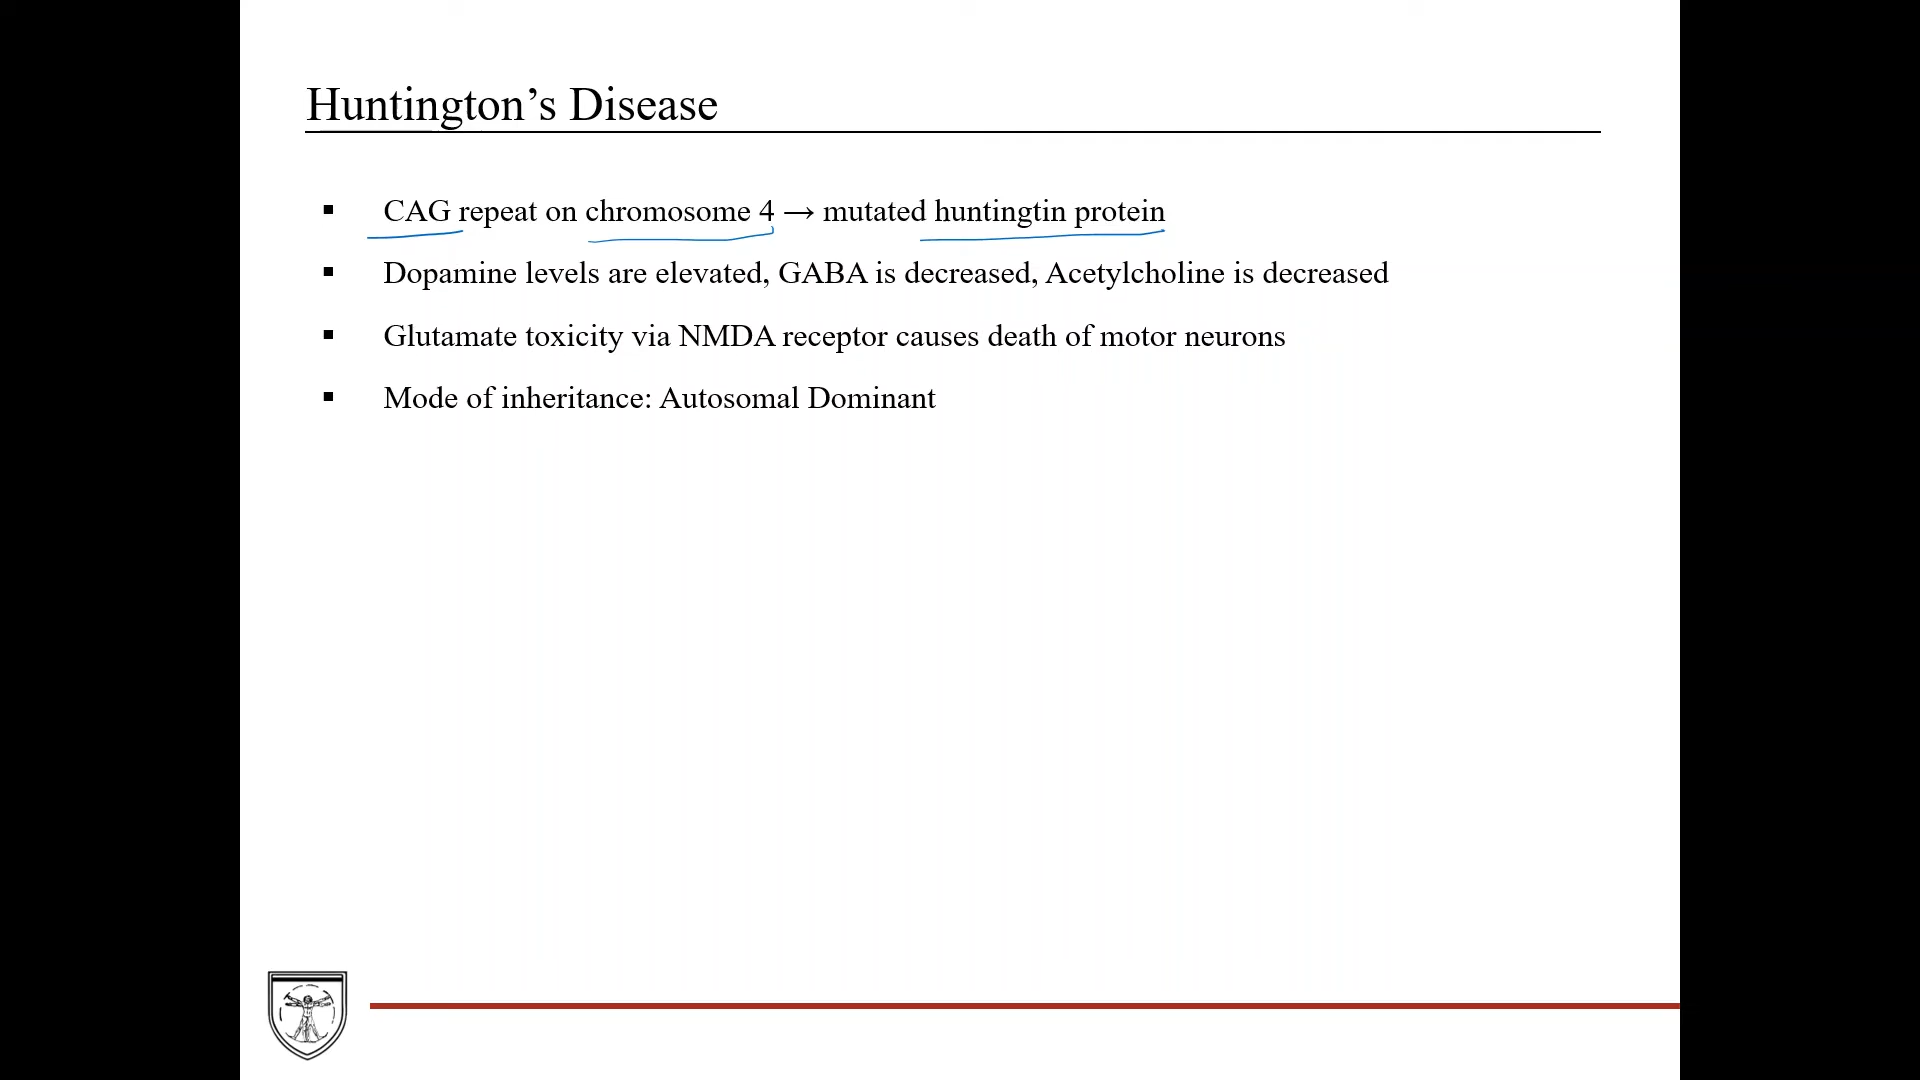 Huntington’s Disease
▪ CAG repeat on chromosome 4 → mutated huntingtin protein
▪ Dopamine levels are elevated, GABA is decreased, Acetylcholine is decreased
▪ Glutamate toxicity via NMDA receptor causes death of motor neurons
▪ Mode of inheritance: Autosomal Dominant